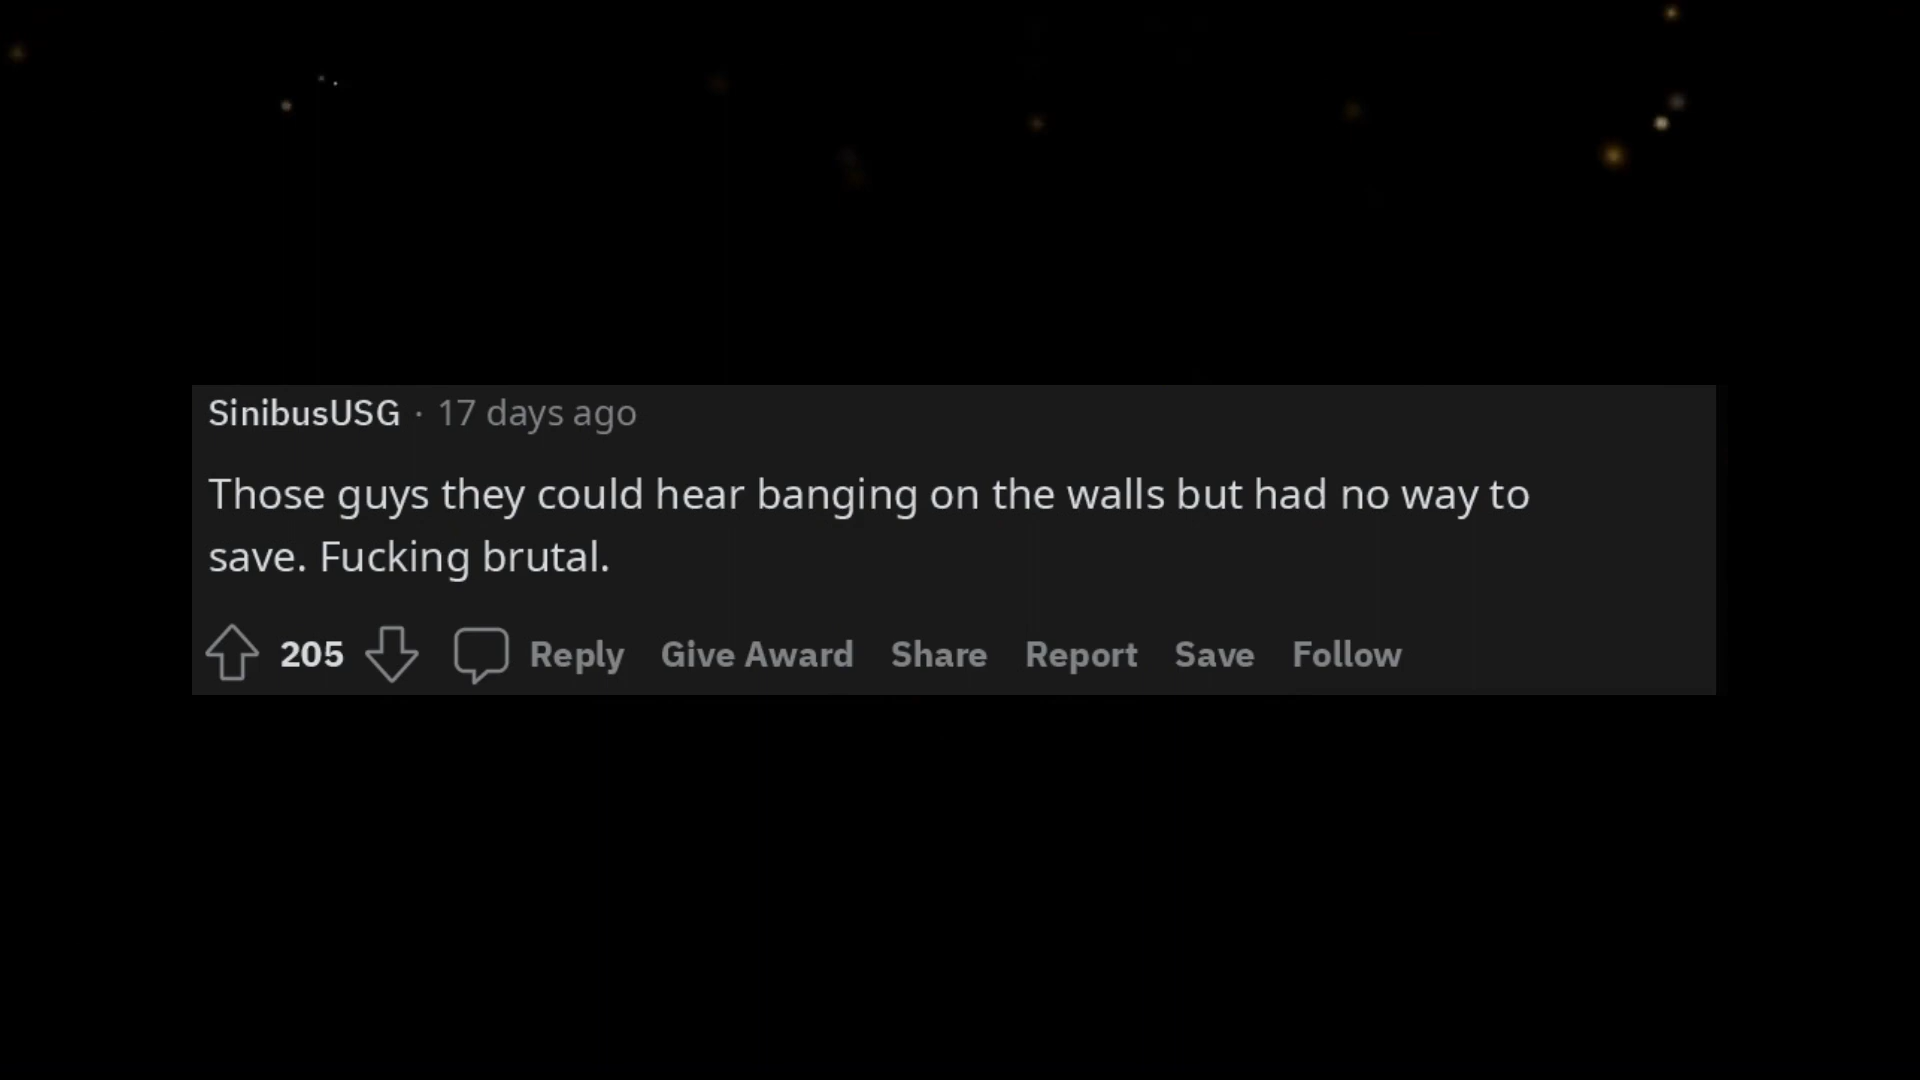 SinibusUSG · 17 days ago
Those guys they could hear banging on the walls but had no way to
save. Fucking brutal.
205 Reply Give Award Share Report Save Follow